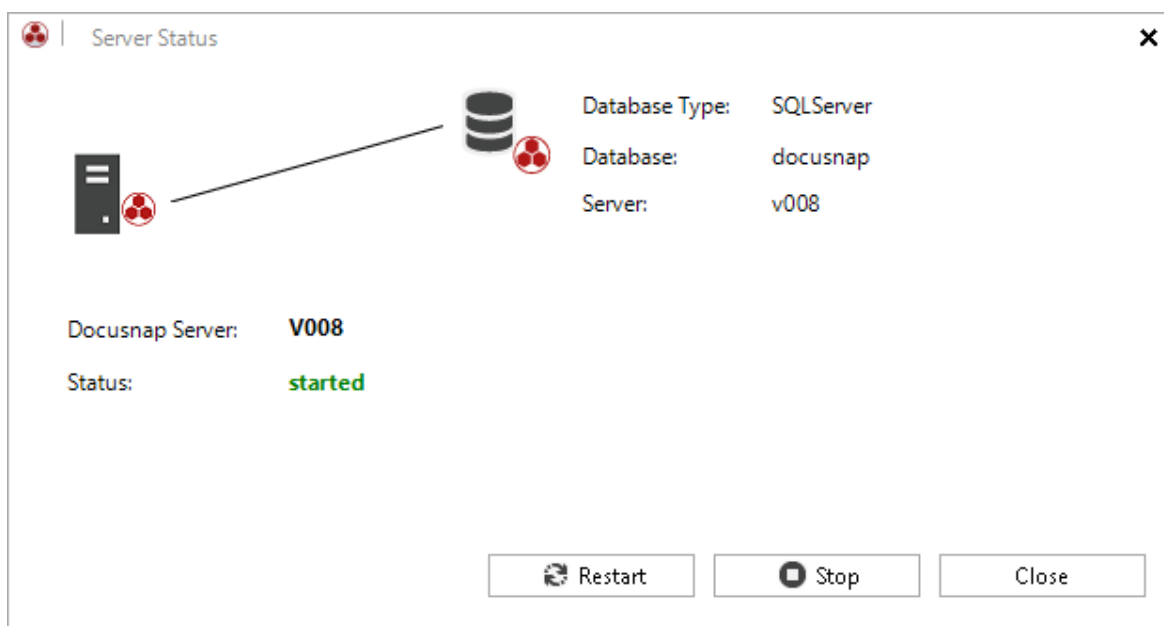 Server Status
Database Type: SQLServer
Database: docusnap
Server: v008
Docusnap Server: V008
Status: started
Restart Stop Close